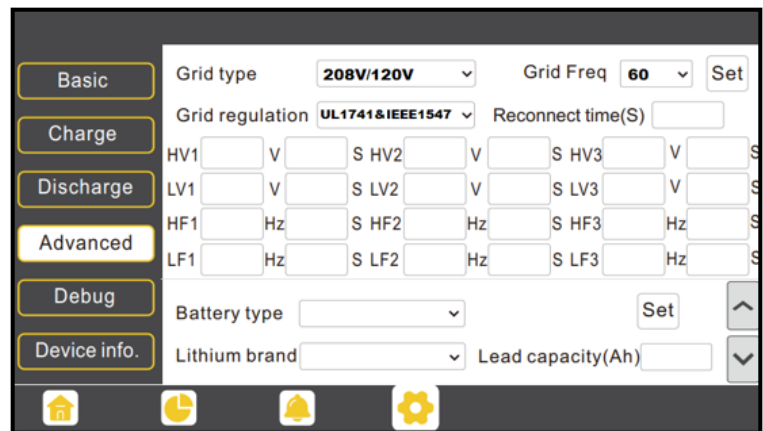 Basic
Charge
Discharge
Advanced
Debug
Device info.
Grid type 208V/120V Grid Freq 60 Set
Grid regulation UL1741&IEEE1547 Reconnect time(S)
HV1 V S HV2 V S HV3 V S
LV1 V S LV2 V S LV3 V S
HF1 Hz S HF2 Hz S HF3 Hz S
LF1 Hz S LF2 Hz S LF3 Hz S
Battery type Set
Lithium brand Lead capacity(Ah)